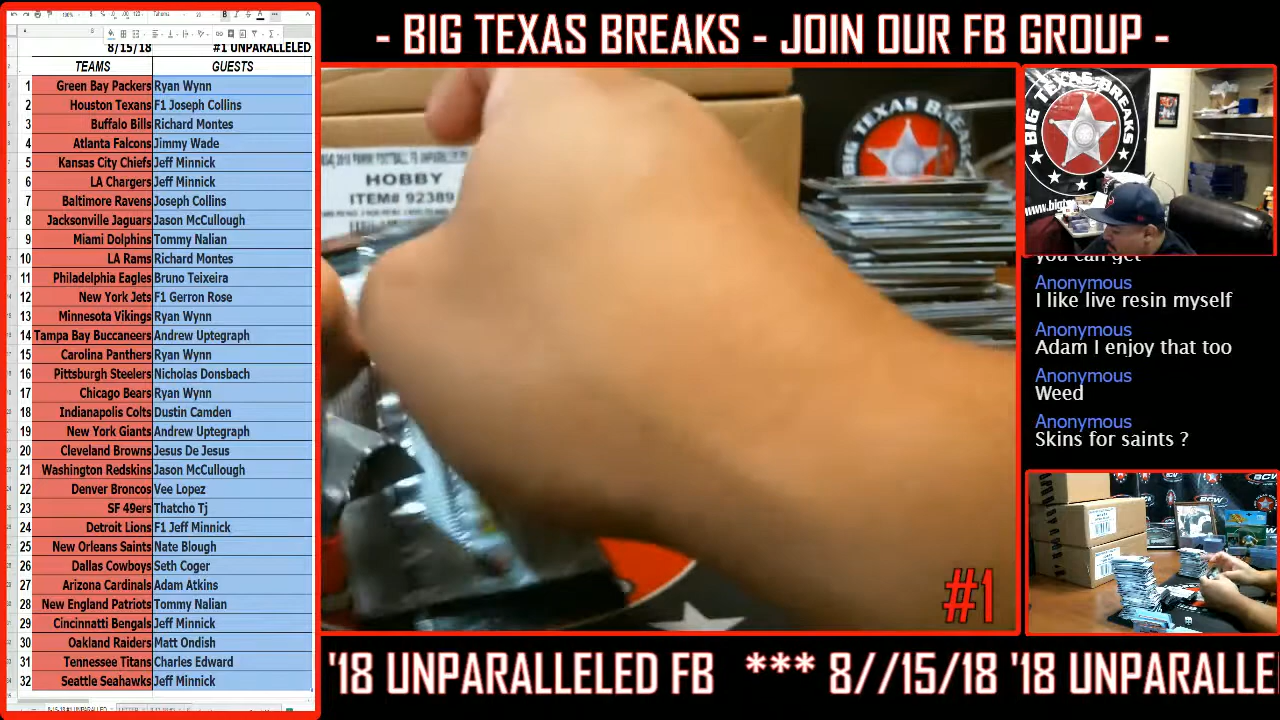 - BIG TEXAS BREAKS - JOIN OUR FB GROUP -
8/15/18 #1 UNPARALLELED
TEAMS GUESTS
1 Green Bay Packers Ryan Wynn
2 Houston Texans F1 Joseph Collins
3 Buffalo Bills Richard Montes
4 Atlanta Falcons Jimmy Wade
5 Kansas City Chiefs Jeff Minnick
6 LA Chargers Jeff Minnick
7 Baltimore Ravens Joseph Collins
8 Jacksonville Jaguars Jason McCullough
9 Miami Dolphins Tommy Nalian
10 LA Rams Richard Montes
11 Philadelphia Eagles Bruno Teixeira
12 New York Jets F1 Gerron Rose
13 Minnesota Vikings Ryan Wynn
14 Tampa Bay Buccaneers Andrew Uptegraph
15 Carolina Panthers Ryan Wynn
16 Pittsburgh Steelers Nicholas Donsbach
17 Chicago Bears Ryan Wynn
18 Indianapolis Colts Dustin Camden
19 New York Giants Andrew Uptegraph
20 Cleveland Browns Jesus De Jesus
21 Washington Redskins Jason McCullough
22 Denver Broncos Vee Lopez
23 SF 49ers Thatcho Tj
24 Detroit Lions F1 Jeff Minnick
25 New Orleans Saints Nate Blough
26 Dallas Cowboys Seth Coger
27 Arizona Cardinals Adam Atkins
28 New England Patriots Tommy Nalian
29 Cincinnatti Bengals Jeff Minnick
30 Oakland Raiders Matt Ondish
31 Tennessee Titans Charles Edward
32 Seattle Seahawks Jeff Minnick
HOBBY
ITEM# 92389
BIG TEXAS BREAKS
#1
BIG TEXAS BREAKS
www.bigt
you can get
Anonymous
I like live resin myself
Anonymous
Adam I enjoy that too
Anonymous
Weed
Anonymous
Skins for saints ?
BCW
'18 UNPARALLELED FB *** 8//15/18 '18 UNPARALLE